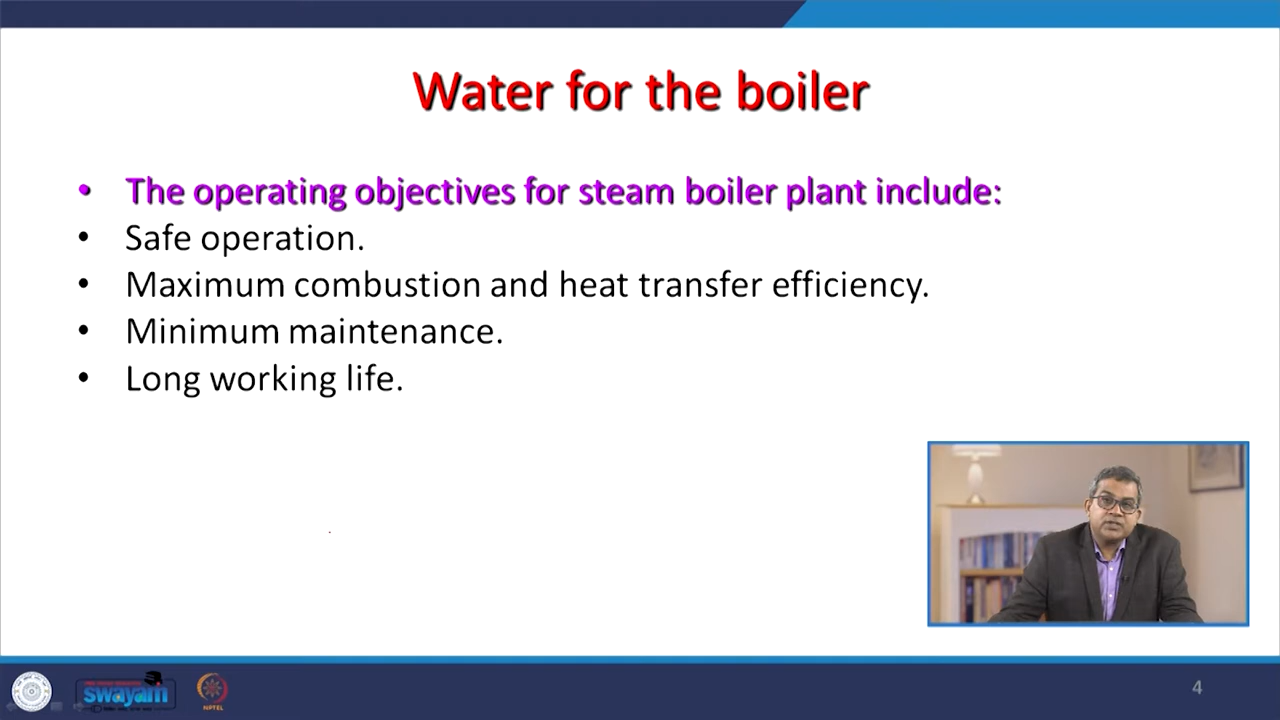 Water for the boiler
• The operating objectives for steam boiler plant include:
• Safe operation.
• Maximum combustion and heat transfer efficiency.
• Minimum maintenance.
• Long working life.
swayam
NPTEL
4